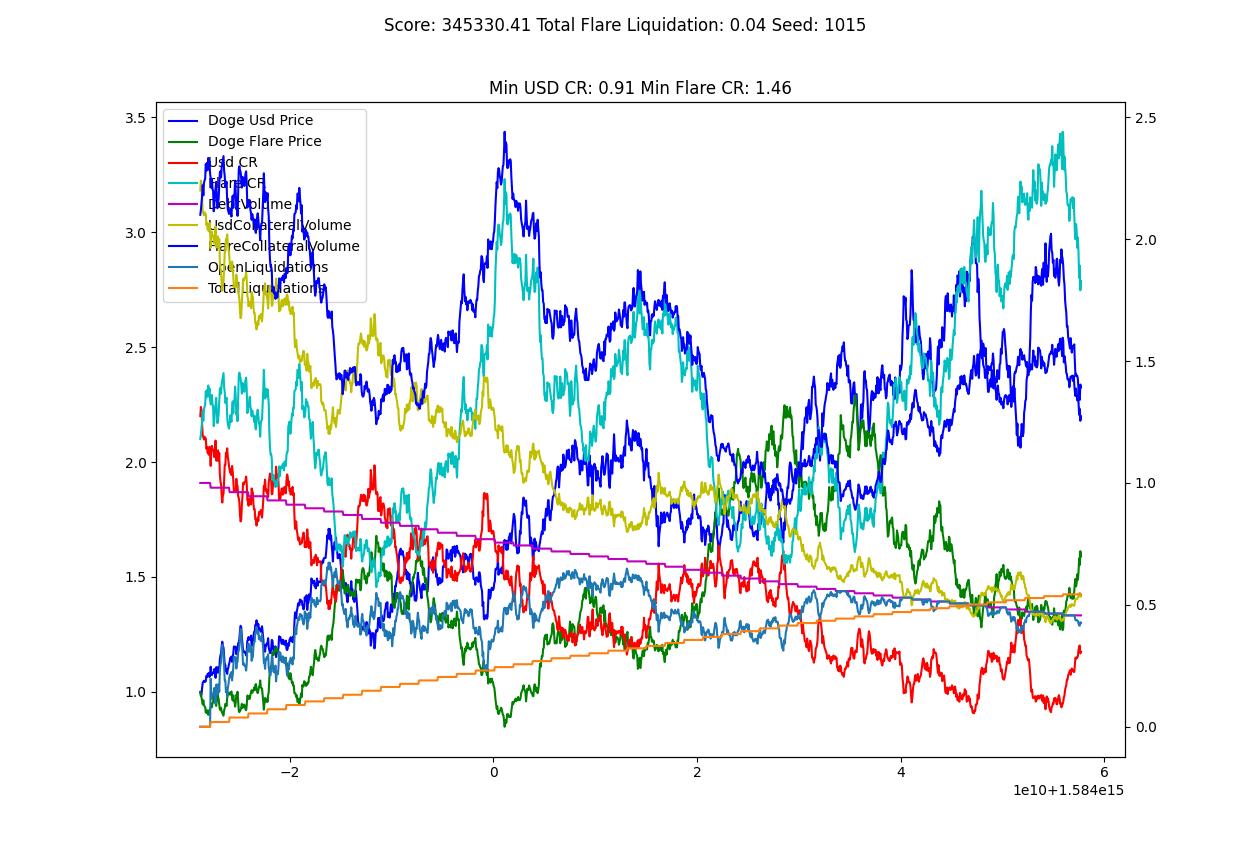 Score: 345330.41 Total Flare Liquidation: 0.04 Seed: 1015
Min USD CR: 0.91 Min Flare CR: 1.46
Doge Usd Price
Doge Flare Price
Usd CR
Flare CR
DebtVolume
UsdCollateralVolume
FlareCollateralVolume
OpenLiquidations
TotalLiquidations
3.5
3.0
2.5
2.0
1.5
1.0
2.5
2.0
1.5
1.0
0.5
0.0
−2
0
2
4
6
1e10+1.584e15